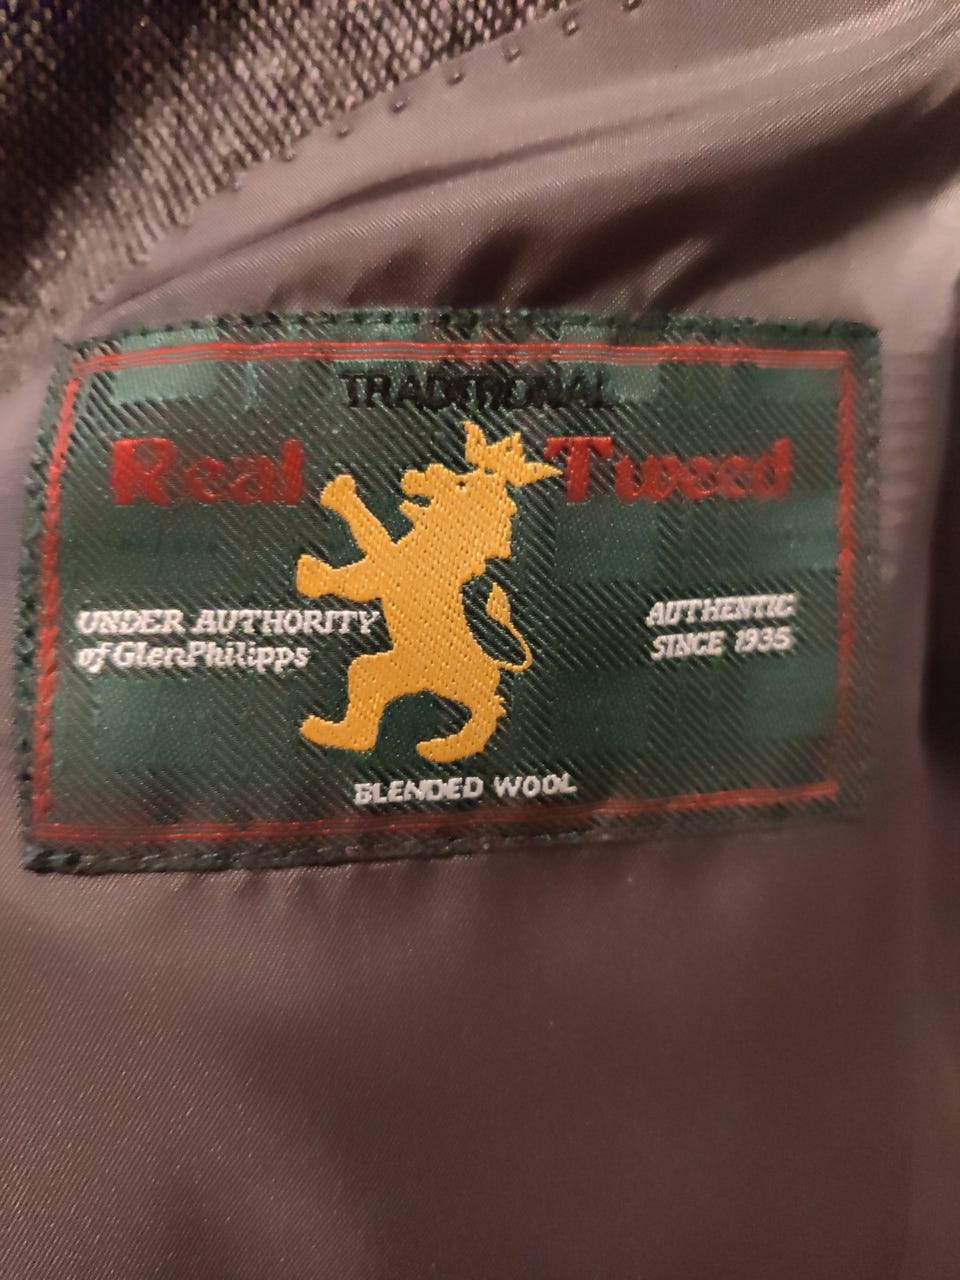 TRADITIONAL
Real Tweed
UNDER AUTHORITY
of GlenPhilipps
AUTHENTIC
SINCE 1935
BLENDED WOOL